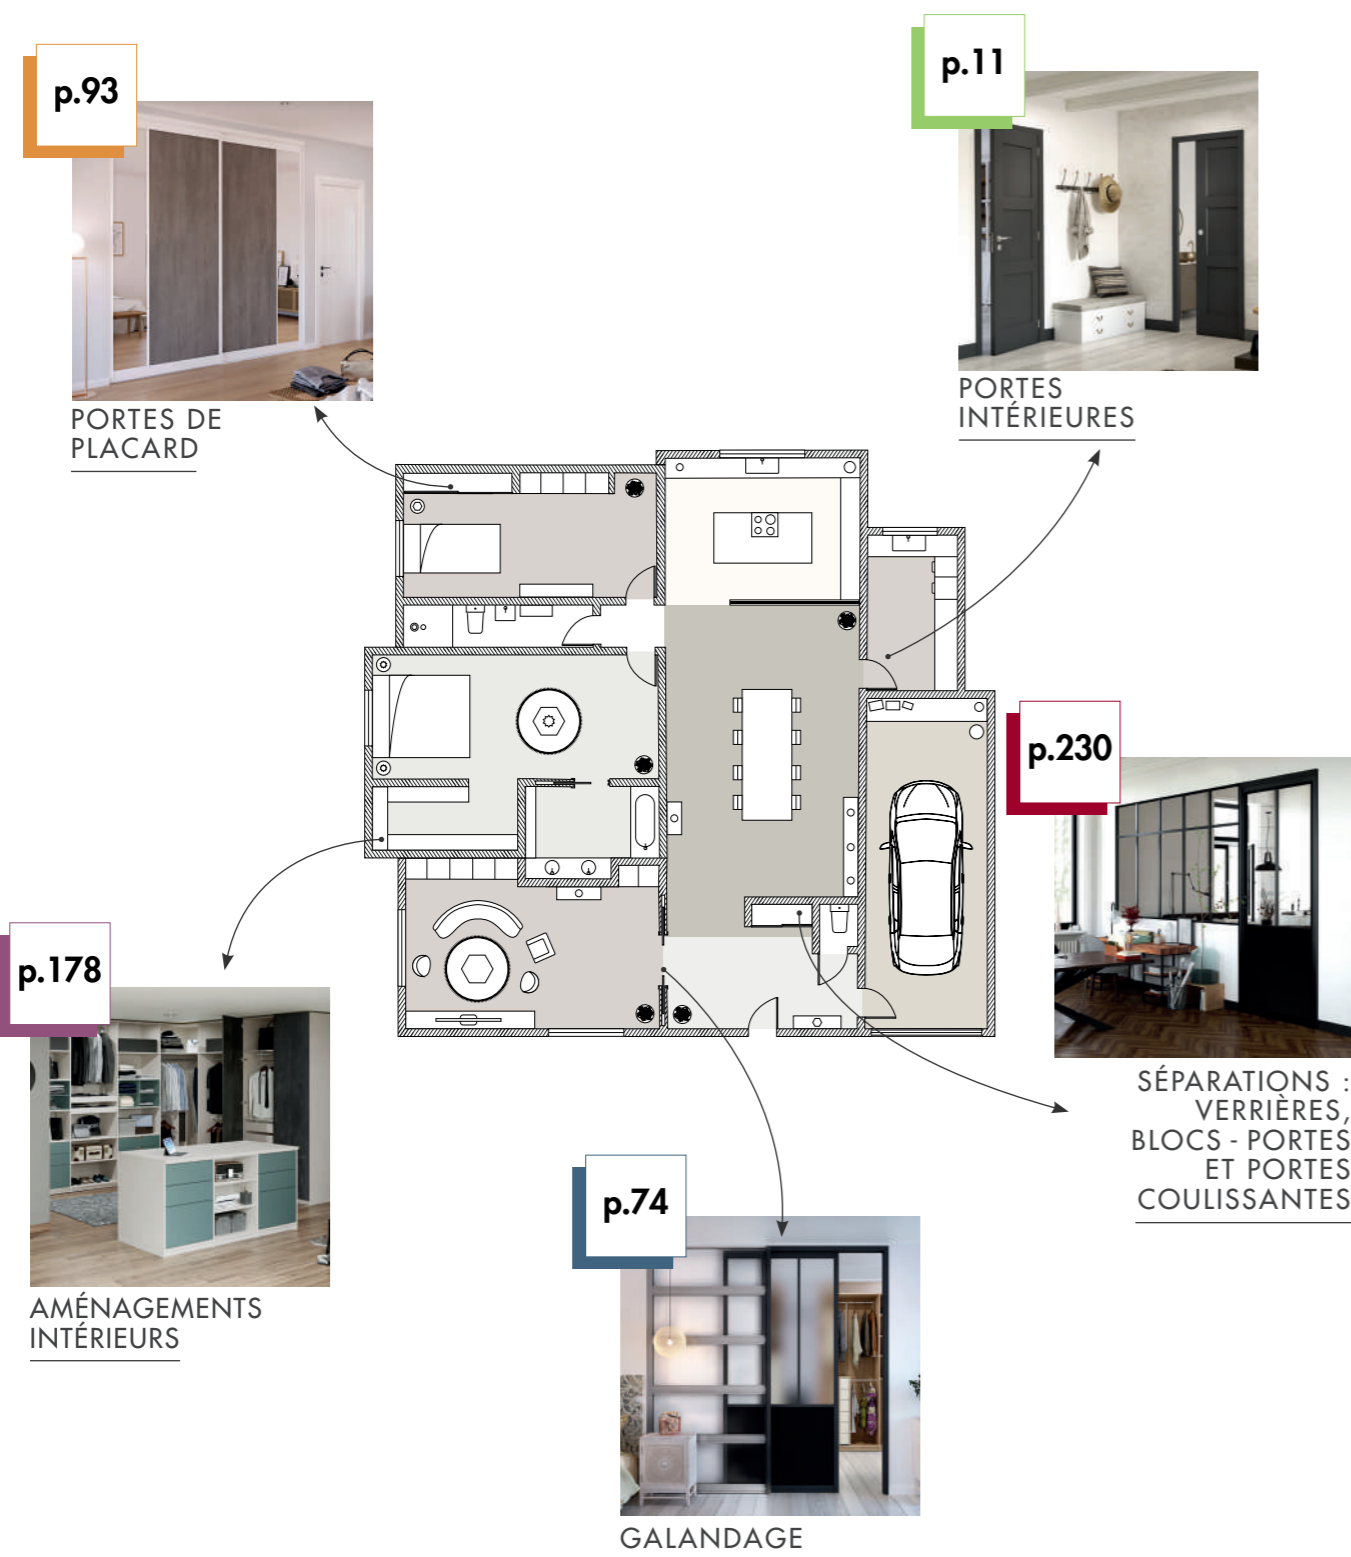 p.93
PORTES DE
PLACARD
p.11
PORTES
INTÉRIEURES
p.230
SÉPARATIONS :
VERRIÈRES,
BLOCS - PORTES
ET PORTES
COULISSANTES
p.178
AMÉNAGEMENTS
INTÉRIEURS
p.74
GALANDAGE